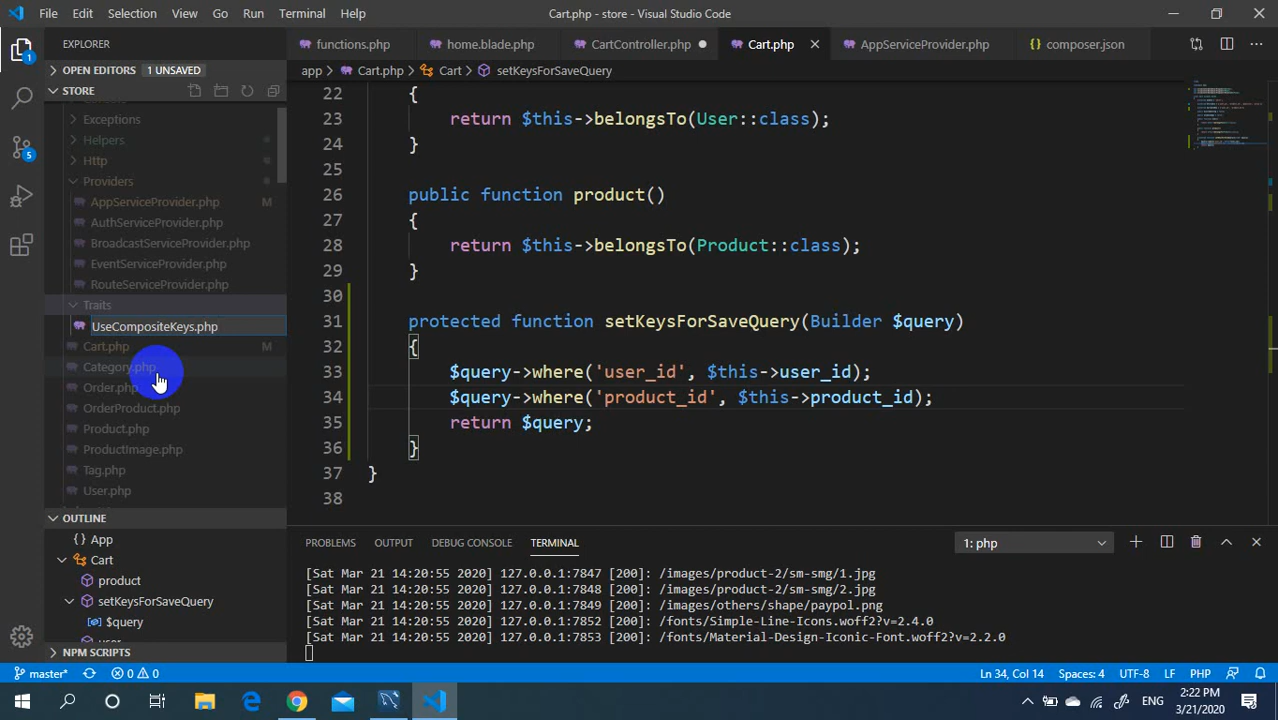 File Edit Selection View Go Run Terminal Help Cart.php - store - Visual Studio Code
EXPLORER
functions.php home.blade.php CartController.php Cart.php AppServiceProvider.php composer.json
OPEN EDITORS 1 UNSAVED
app > Cart.php > Cart > setKeysForSaveQuery
STORE
Exceptions
Helpers
Http
Providers
AppServiceProvider.php M
AuthServiceProvider.php
BroadcastServiceProvider.php
EventServiceProvider.php
RouteServiceProvider.php
Traits
UseCompositeKeys.php
Cart.php M
Category.php
Order.php
OrderProduct.php
Product.php
ProductImage.php
Tag.php
User.php
OUTLINE
{ } App
Cart
product
setKeysForSaveQuery
$query
NPM SCRIPTS
1
5
22 {
23 return $this->belongsTo(User::class);
24 }
25
26 public function product()
27 {
28 return $this->belongsTo(Product::class);
29 }
30
31 protected function setKeysForSaveQuery(Builder $query)
32 {
33 $query->where('user_id', $this->user_id);
34 $query->where('product_id', $this->product_id);
35 return $query;
36 }
37 }
38
PROBLEMS OUTPUT DEBUG CONSOLE TERMINAL 1: php
[Sat Mar 21 14:20:55 2020] 127.0.0.1:7847 [200]: /images/product-2/sm-smg/1.jpg
[Sat Mar 21 14:20:55 2020] 127.0.0.1:7848 [200]: /images/product-2/sm-smg/2.jpg
[Sat Mar 21 14:20:55 2020] 127.0.0.1:7849 [200]: /images/others/shape/paypol.png
[Sat Mar 21 14:20:55 2020] 127.0.0.1:7852 [200]: /fonts/Simple-Line-Icons.woff2?v=2.4.0
[Sat Mar 21 14:20:55 2020] 127.0.0.1:7853 [200]: /fonts/Material-Design-Iconic-Font.woff2?v=2.2.0
master* 0 0 Ln 34, Col 14 Spaces: 4 UTF-8 LF PHP
ENG 2:22 PM
3/21/2020